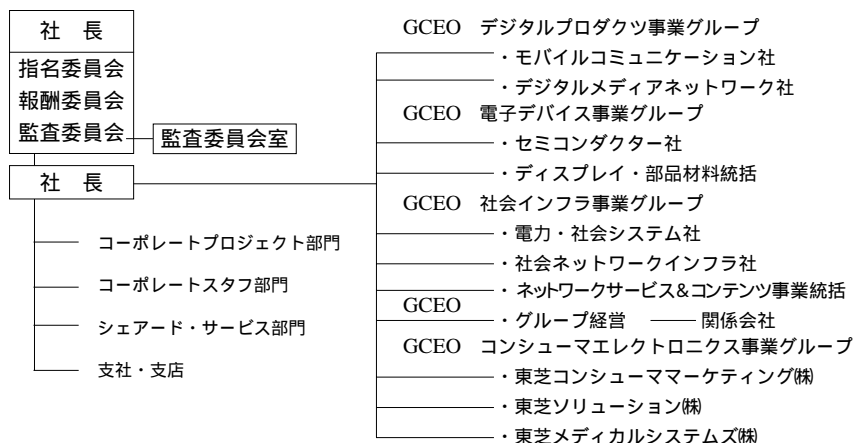 社　長
指名委員会
報酬委員会
監査委員会
監査委員会室
社　長
コーポレートプロジェクト部門
コーポレートスタフ部門
シェアード・サービス部門
支社・支店
GCEO デジタルプロダクツ事業グループ
・モバイルコミュニケーション社
・デジタルメディアネットワーク社
GCEO 電子デバイス事業グループ
・セミコンダクター社
・ディスプレイ・部品材料統括
GCEO 社会インフラ事業グループ
・電力・社会システム社
・社会ネットワークインフラ社
・ネットワークサービス&コンテンツ事業統括
GCEO
・グループ経営 関係会社
GCEO コンシューマエレクトロニクス事業グループ
・東芝コンシューママーケティング㈱
・東芝ソリューション㈱
・東芝メディカルシステムズ㈱